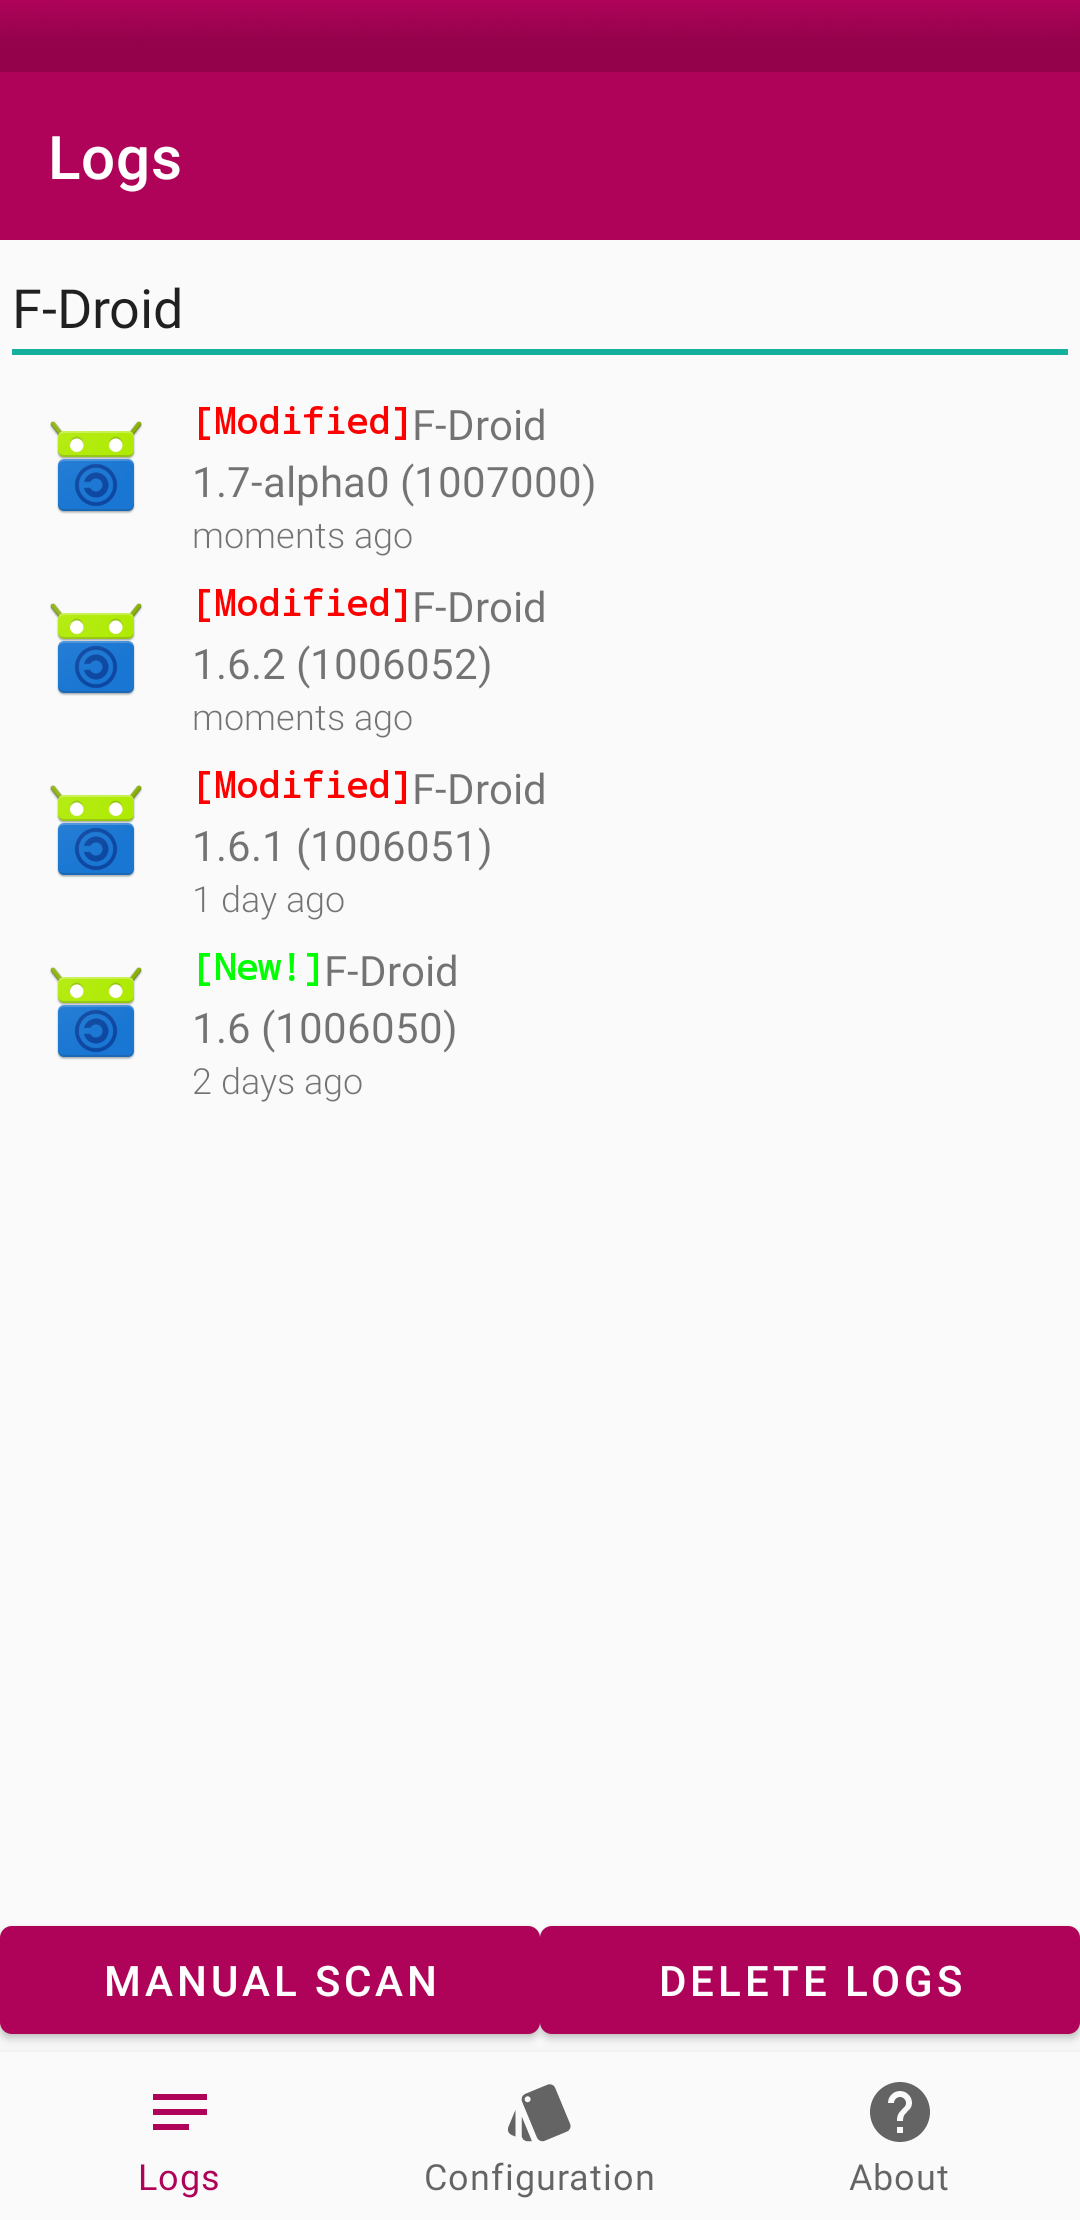 Logs
F-Droid
[Modified]F-Droid
1.7-alpha0 (1007000)
moments ago
[Modified]F-Droid
1.6.2 (1006052)
moments ago
[Modified]F-Droid
1.6.1 (1006051)
1 day ago
[New!]F-Droid
1.6 (1006050)
2 days ago
MANUAL SCAN
DELETE LOGS
Logs
Configuration
About